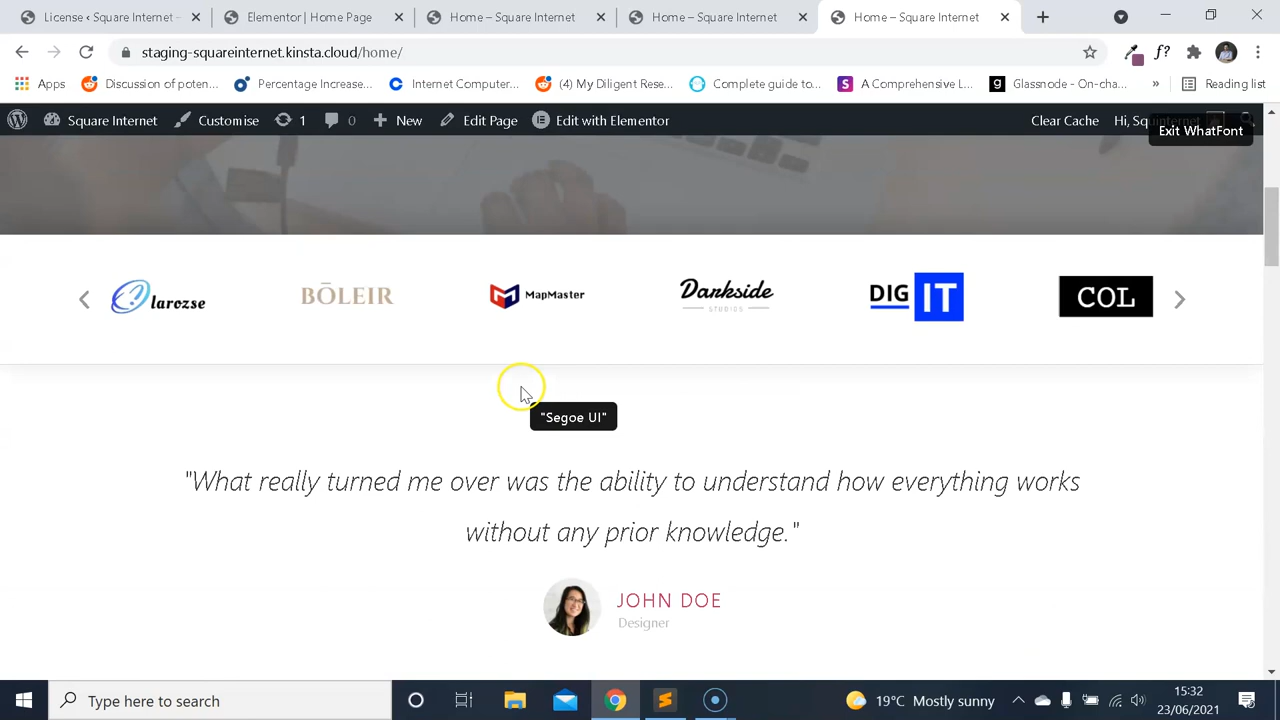 License < Square Internet -
Elementor | Home Page
Home – Square Internet
Home – Square Internet
Home – Square Internet
staging-squareinternet.kinsta.cloud/home/
f?
Apps
Discussion of poten...
Percentage Increase...
Internet Computer...
(4) My Diligent Rese...
Complete guide to...
A Comprehensive L...
Glassnode - On-cha...
»
Reading list
Square Internet
Customise
1
0
New
Edit Page
Edit with Elementor
Clear Cache
Hi, Squinternet
Exit WhatFont
larozse
BŌLEIR
MapMaster
Darkside
STUDIOS
DIG IT
COL
"Segoe UI"
"What really turned me over was the ability to understand how everything works
without any prior knowledge."
JOHN DOE
Designer
Type here to search
19°C Mostly sunny
15:32
23/06/2021